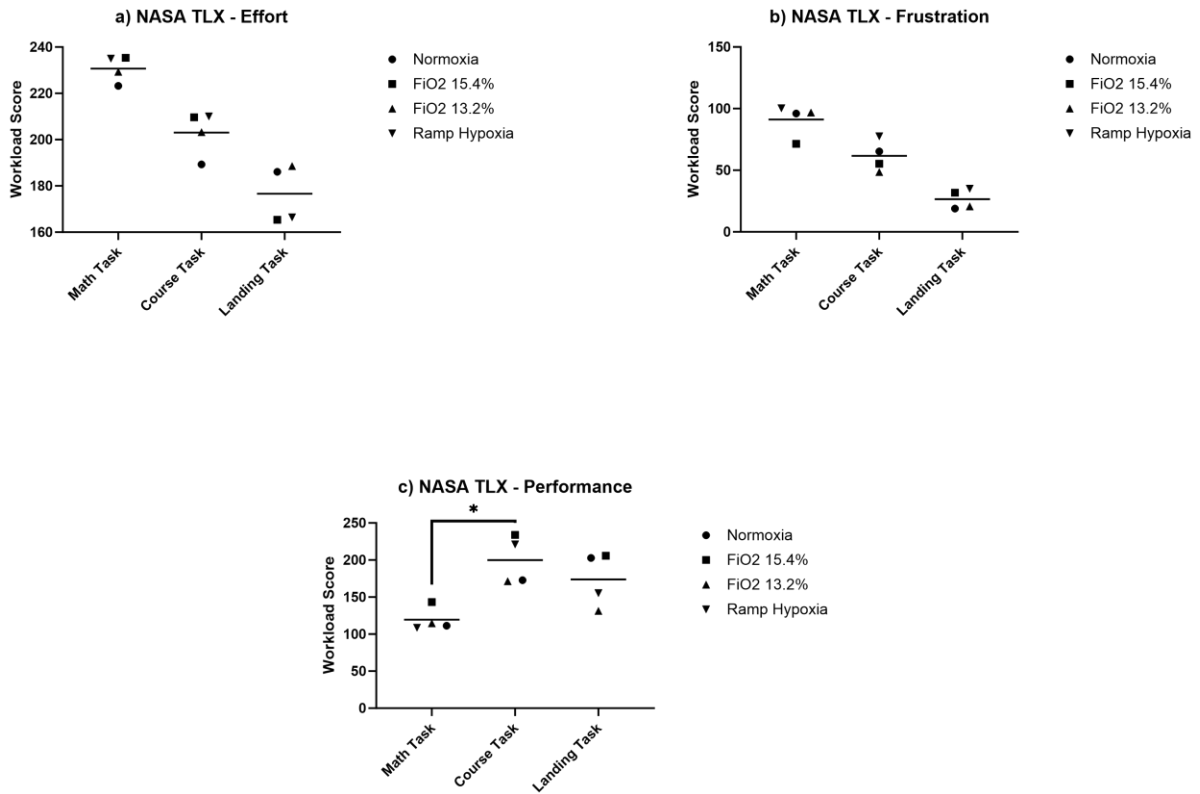 a) NASA TLX - Effort
240
220
200
180
160
Workload Score
Math Task
Course Task
Landing Task
Normoxia
FiO2 15.4%
FiO2 13.2%
Ramp Hypoxia
b) NASA TLX - Frustration
150
100
50
0
Workload Score
Math Task
Course Task
Landing Task
Normoxia
FiO2 15.4%
FiO2 13.2%
Ramp Hypoxia
c) NASA TLX - Performance
*
250
200
150
100
50
0
Workload Score
Math Task
Course Task
Landing Task
Normoxia
FiO2 15.4%
FiO2 13.2%
Ramp Hypoxia